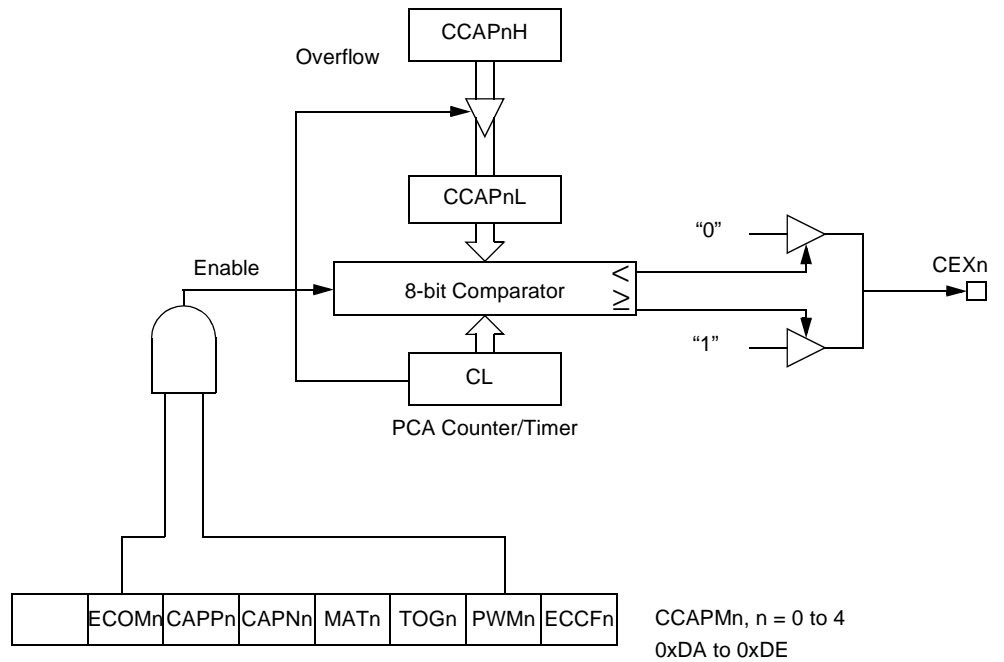 CCAPnH
Overflow
CCAPnL
“0”
Enable
<
CEXn
8-bit Comparator
≥
“1”
CL
PCA Counter/Timer
ECOMn CAPPn CAPNn MATn TOGn PWMn ECCFn
CCAPMn, n = 0 to 4
0xDA to 0xDE